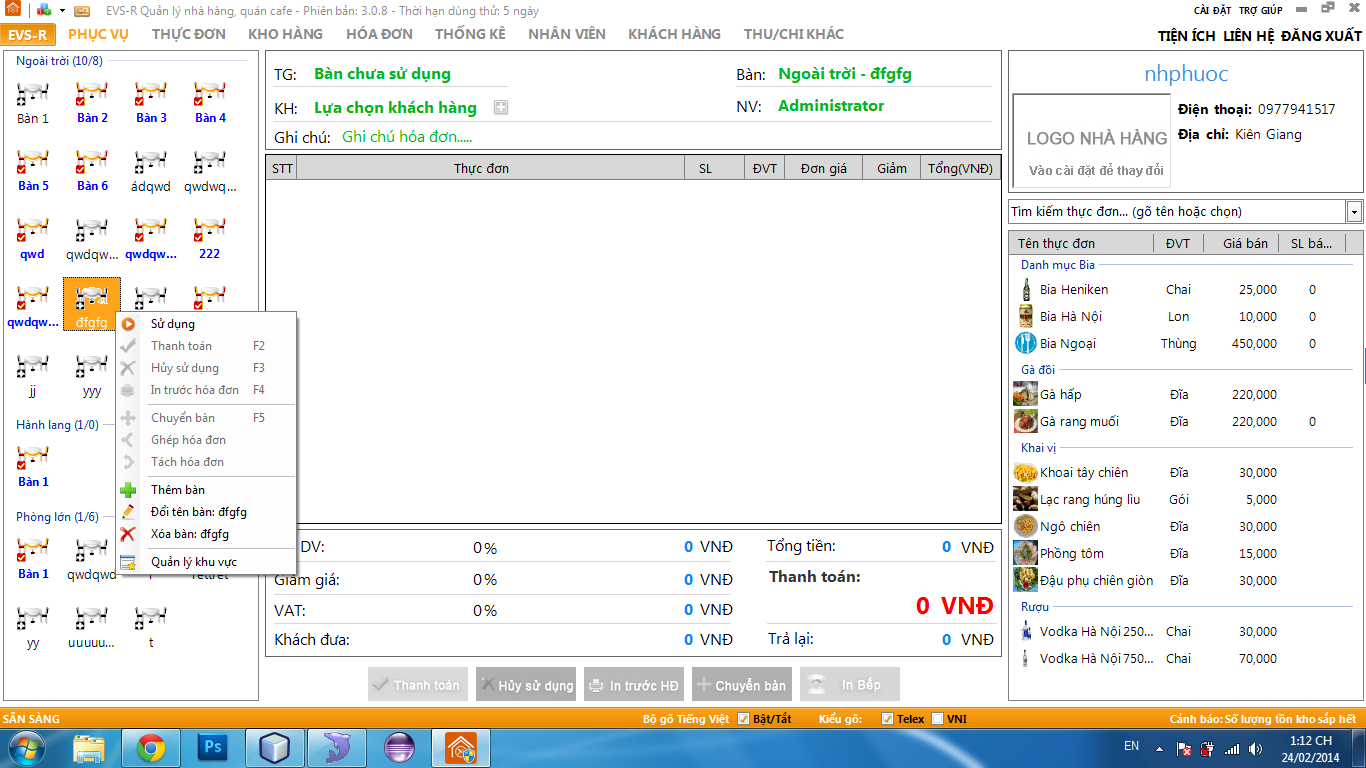 EVS-R Quản lý nhà hàng, quán cafe - Phiên bản: 3.0.8 - Thời hạn dùng thử: 5 ngày
CÀI ĐẶT TRỢ GIÚP
EVS-R PHỤC VỤ THỰC ĐƠN KHO HÀNG HÓA ĐƠN THỐNG KÊ NHÂN VIÊN KHÁCH HÀNG THU/CHI KHÁC
TIỆN ÍCH LIÊN HỆ ĐĂNG XUẤT
Ngoài trời (10/8)
Bàn 1 Bàn 2 Bàn 3 Bàn 4
Bàn 5 Bàn 6 ádqwd qwdwq...
qwd qwdqw... qwdqw... 222
qwdqw... đfgfg
jj yyy
Hành lang (1/0)
Bàn 1
Phòng lớn (1/6)
Bàn 1 qwdqwd
yy uuuuu... t
Sử dụng
Thanh toán F2
Hủy sử dụng F3
In trước hóa đơn F4
Chuyển bàn F5
Ghép hóa đơn
Tách hóa đơn
Thêm bàn
Đổi tên bàn: đfgfg
Xóa bàn: đfgfg
Quản lý khu vực
TG: Bàn chưa sử dụng
Bàn: Ngoài trời - đfgfg
KH: Lựa chọn khách hàng
NV: Administrator
Ghi chú: Ghi chú hóa đơn.....
STT Thực đơn SL ĐVT Đơn giá Giảm Tổng(VNĐ)
DV: 0% 0 VNĐ
Giảm giá: 0% 0 VNĐ
VAT: 0% 0 VNĐ
Khách đưa: 0 VNĐ
Tổng tiền: 0 VNĐ
Thanh toán:
0 VNĐ
Trả lại: 0 VNĐ
Thanh toán Hủy sử dụng In trước HĐ Chuyển bàn In Bếp
nhphuoc
LOGO NHÀ HÀNG
Vào cài đặt để thay đổi
Điện thoại: 0977941517
Địa chỉ: Kiên Giang
Tìm kiếm thực đơn... (gõ tên hoặc chọn)
Tên thực đơn ĐVT Giá bán SL bá...
Danh mục Bia
Bia Heniken Chai 25,000 0
Bia Hà Nội Lon 10,000 0
Bia Ngoại Thùng 450,000 0
Gà đồi
Gà hấp Đĩa 220,000
Gà rang muối Đĩa 220,000 0
Khai vị
Khoai tây chiên Đĩa 30,000
Lạc rang húng lìu Gói 5,000
Ngô chiên Đĩa 30,000
Phồng tôm Đĩa 15,000
Đậu phụ chiên giòn Đĩa 30,000
Rượu
Vodka Hà Nội 250... Chai 30,000
Vodka Hà Nội 750... Chai 70,000
SẴN SÀNG
Bộ gõ Tiếng Việt Bật/Tắt Kiểu gõ: Telex VNI
Cảnh báo: Số lượng tồn kho sắp hết
Ps
EN
1:12 CH
24/02/2014